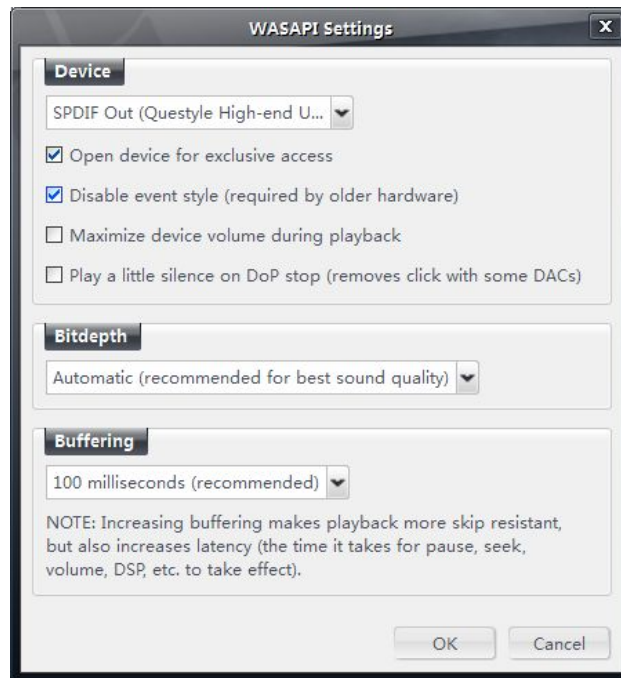 WASAPI Settings
Device
SPDIF Out (Questyle High-end U...
Open device for exclusive access
Disable event style (required by older hardware)
Maximize device volume during playback
Play a little silence on DoP stop (removes click with some DACs)
Bitdepth
Automatic (recommended for best sound quality)
Buffering
100 milliseconds (recommended)
NOTE: Increasing buffering makes playback more skip resistant,
but also increases latency (the time it takes for pause, seek,
volume, DSP, etc. to take effect).
OK Cancel